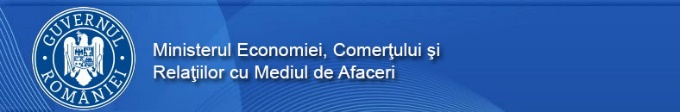 GUVERNUL
ROMÂNIEI
Ministerul Economiei, Comerţului şi
Relaţiilor cu Mediul de Afaceri